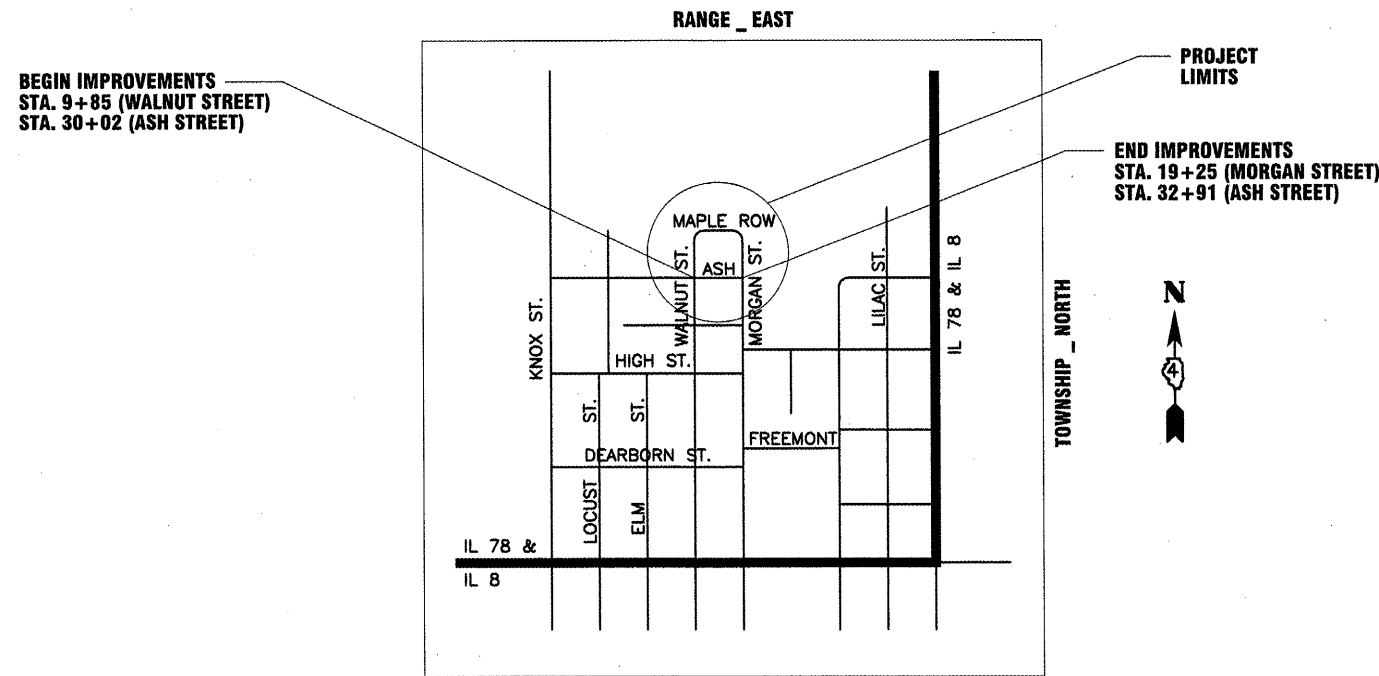 RANGE _ EAST
BEGIN IMPROVEMENTS
STA. 9+85 (WALNUT STREET)
STA. 30+02 (ASH STREET)
PROJECT
LIMITS
END IMPROVEMENTS
STA. 19+25 (MORGAN STREET)
STA. 32+91 (ASH STREET)
MAPLE ROW
ASH
WALNUT ST.
MORGAN ST.
LILAC ST.
IL 78 & IL 8
TOWNSHIP _ NORTH
N
4
KNOX ST.
HIGH ST.
LOCUST ST.
ELM ST.
FREEMONT
DEARBORN ST.
IL 78 &
IL 8